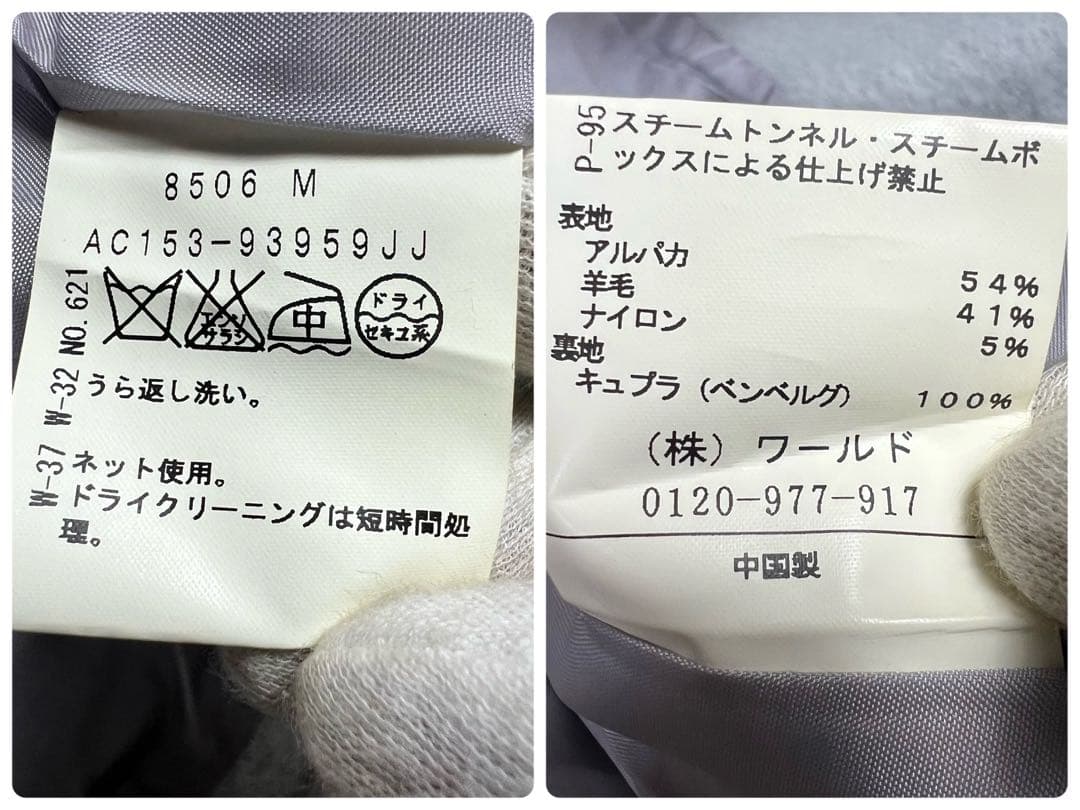 8506 M
AC153-93959JJ
NO.621
エンソ
サラシ
中
ドライ
セキユ系
W-32
うら返し洗い。
W-37
ネット使用。
ドライクリーニングは短時間処
理。
P-95
スチームトンネル・スチームボ
ックスによる仕上げ禁止
表地
アルパカ 54%
羊毛 41%
ナイロン 5%
裏地
キュプラ(ベンベルグ) 100%
(株)ワールド
0120-977-917
中国製